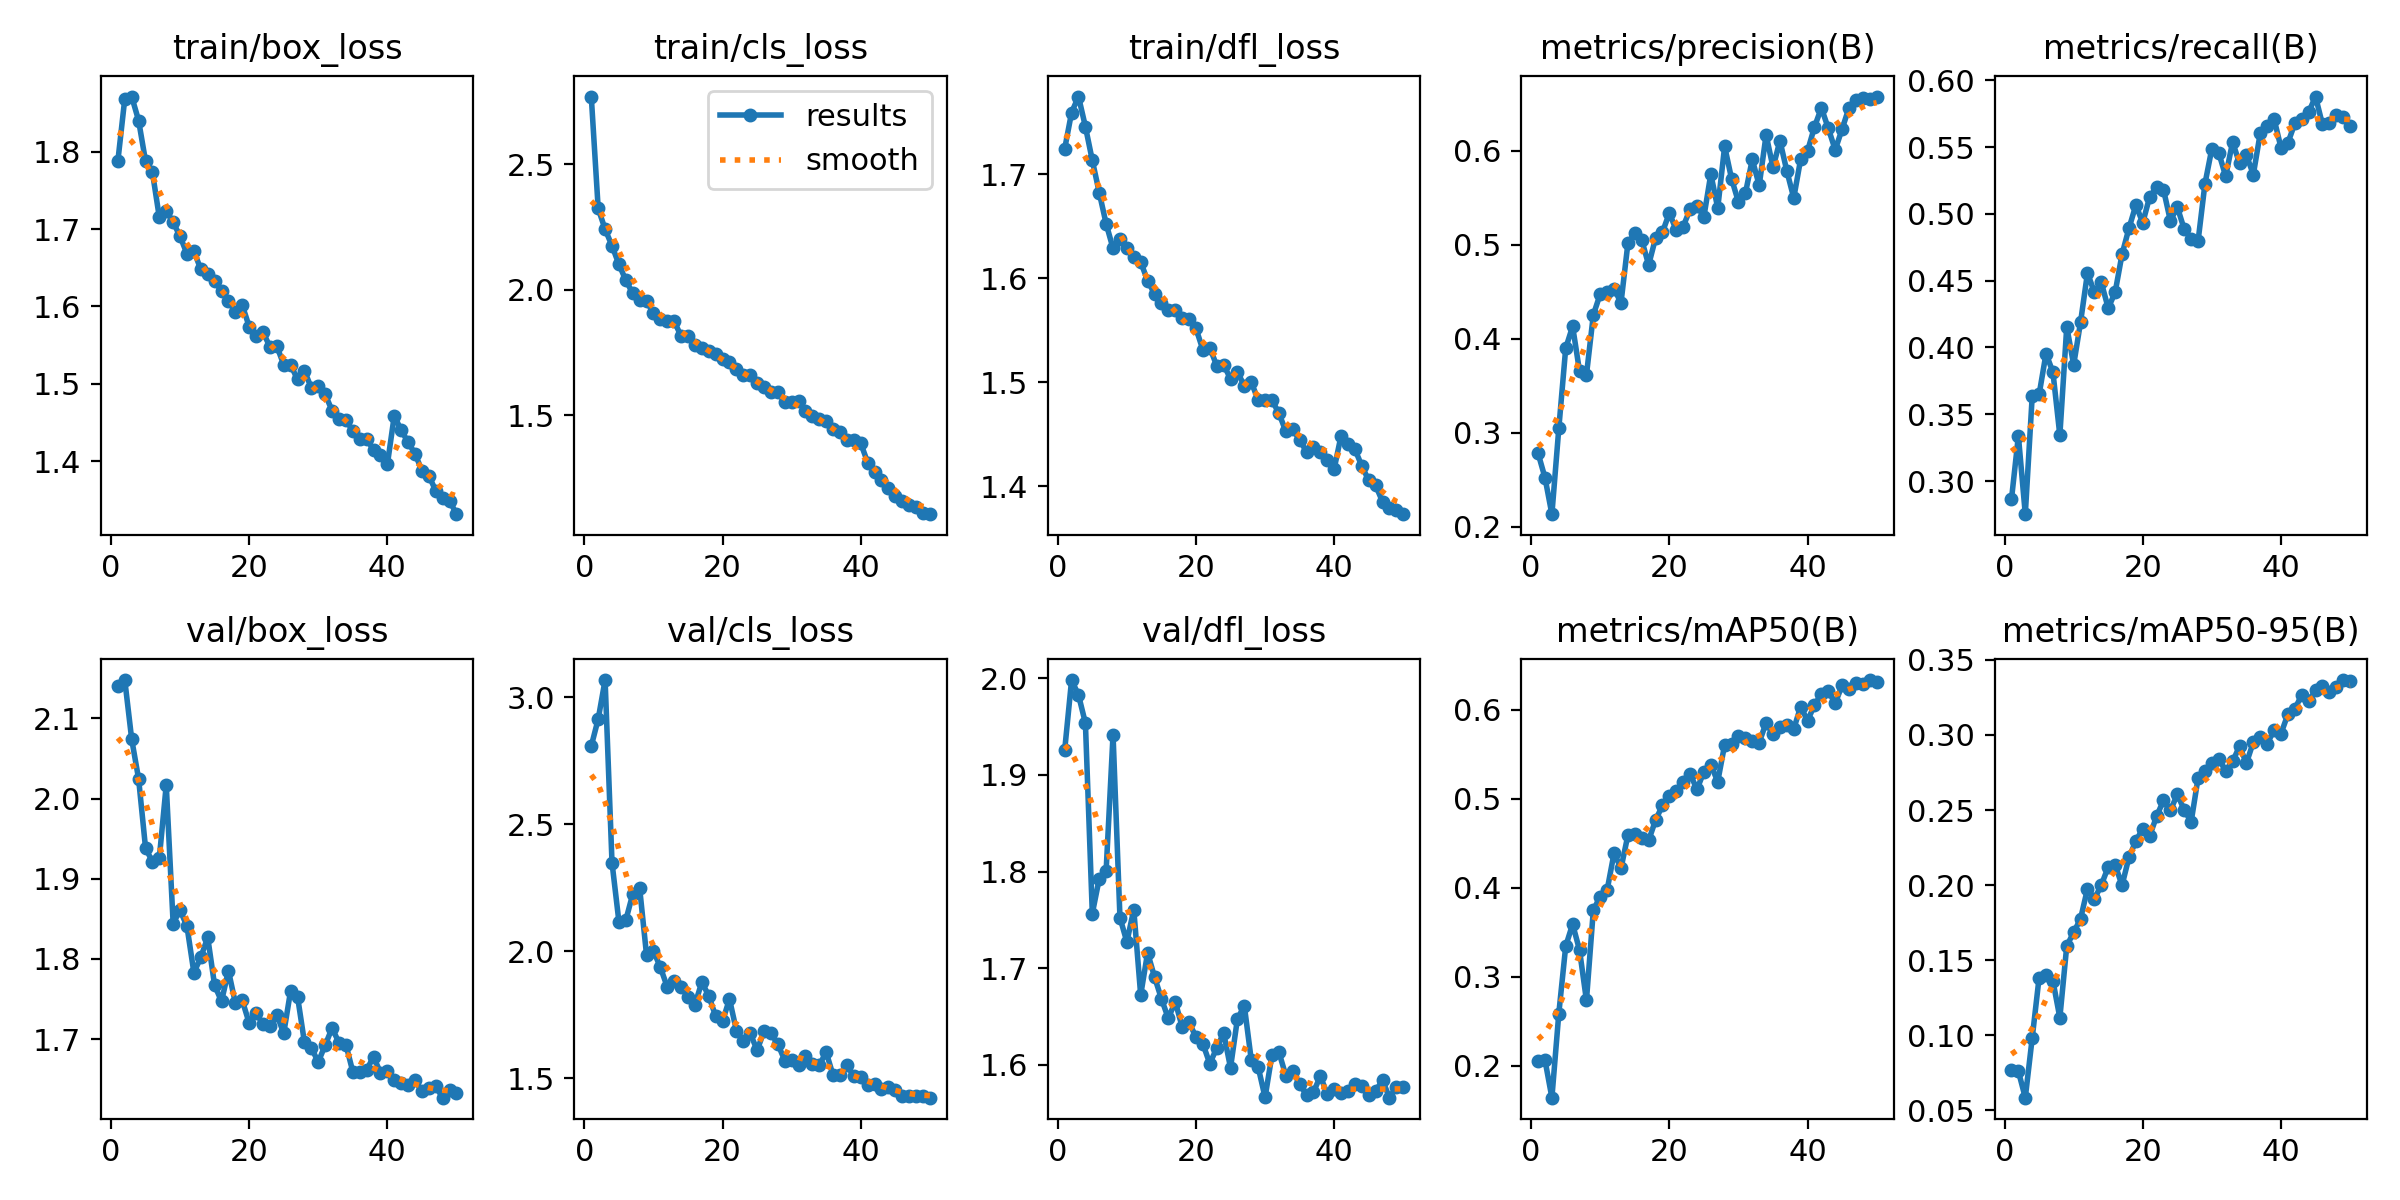 train/box_loss
1.8
1.7
1.6
1.5
1.4
0 20 40
train/cls_loss
results
smooth
2.5
2.0
1.5
0 20 40
train/dfl_loss
1.7
1.6
1.5
1.4
0 20 40
metrics/precision(B)
0.6
0.5
0.4
0.3
0.2
0 20 40
metrics/recall(B)
0.60
0.55
0.50
0.45
0.40
0.35
0.30
0 20 40
val/box_loss
2.1
2.0
1.9
1.8
1.7
0 20 40
val/cls_loss
3.0
2.5
2.0
1.5
0 20 40
val/dfl_loss
2.0
1.9
1.8
1.7
1.6
0 20 40
metrics/mAP50(B)
0.6
0.5
0.4
0.3
0.2
0 20 40
metrics/mAP50-95(B)
0.35
0.30
0.25
0.20
0.15
0.10
0.05
0 20 40